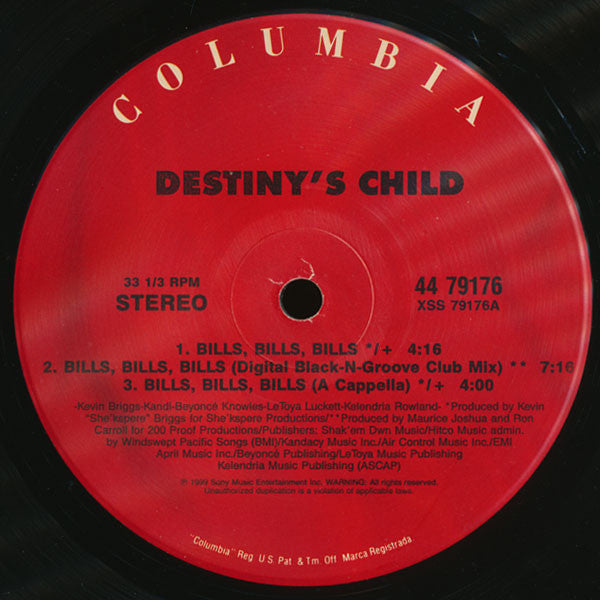 COLUMBIA
DESTINY'S CHILD
33 1/3 RPM
STEREO
44 79176
XSS 79176A
1. BILLS, BILLS, BILLS */+ 4:16
2. BILLS, BILLS, BILLS (Digital Black-N-Groove Club Mix) ** 7:16
3. BILLS, BILLS, BILLS (A Cappella) */+ 4:00
-Kevin Briggs-Kandi-Beyoncé Knowles-LeToya Luckett-Kelendria Rowland- *Produced by Kevin
"She'kspere" Briggs for She'kspere Productions/**Produced by Maurice Joshua and Ron
Carroll for 200 Proof Productions/Publishers: Shak'em Dwn Music/Hitco Music admin.
by Windswept Pacific Songs (BMI)/Kandacy Music Inc./Air Control Music Inc./EMI
April Music Inc./Beyoncé Publishing/LeToya Music Publishing
Kelendria Music Publishing (ASCAP)
℗ 1999 Sony Music Entertainment Inc. WARNING: All rights reserved.
Unauthorized duplication is a violation of applicable laws.
"Columbia" Reg. U.S. Pat. & Tm. Off. Marca Registrada.